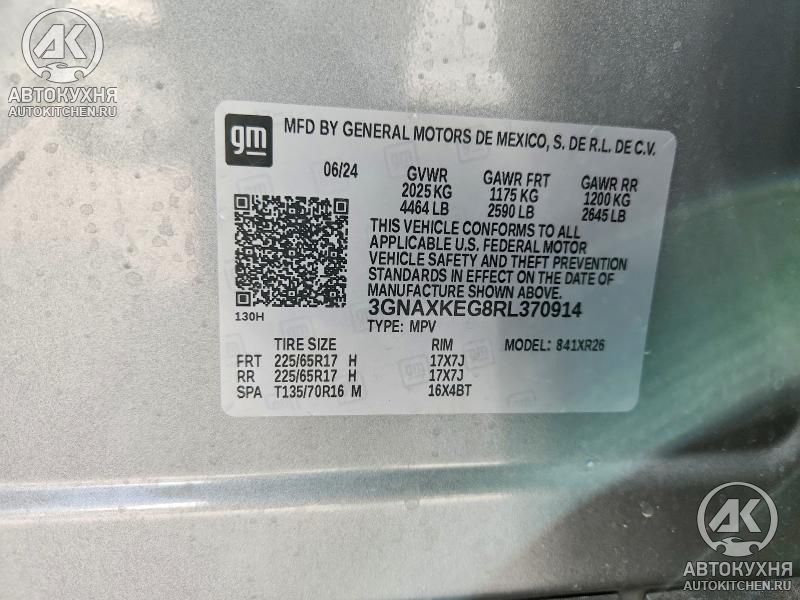 AK
АВТОКУХНЯ
AUTOKITCHEN.RU
gm MFD BY GENERAL MOTORS DE MEXICO, S. DE R.L. DE C.V.
06/24 GVWR GAWR FRT GAWR RR
2025 KG 1175 KG 1200 KG
4464 LB 2590 LB 2645 LB
THIS VEHICLE CONFORMS TO ALL
APPLICABLE U.S. FEDERAL MOTOR
VEHICLE SAFETY AND THEFT PREVENTION
STANDARDS IN EFFECT ON THE DATE OF
MANUFACTURE SHOWN ABOVE.
130H 3GNAXKEG8RL370914
TYPE: MPV
TIRE SIZE RIM MODEL: 841XR26
FRT 225/65R17 H 17X7J
RR 225/65R17 H 17X7J
SPA T135/70R16 M 16X4BT
AK
АВТОКУХНЯ
AUTOKITCHEN.RU